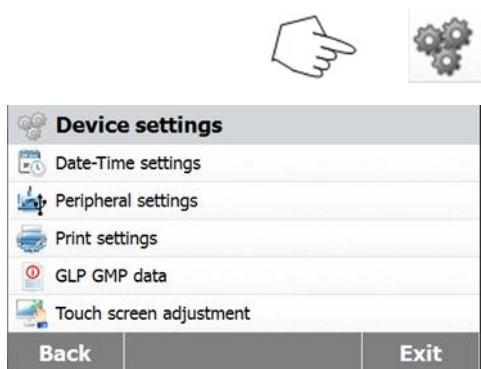 Device settings
Date-Time settings
Peripheral settings
Print settings
GLP GMP data
Touch screen adjustment
Back Exit